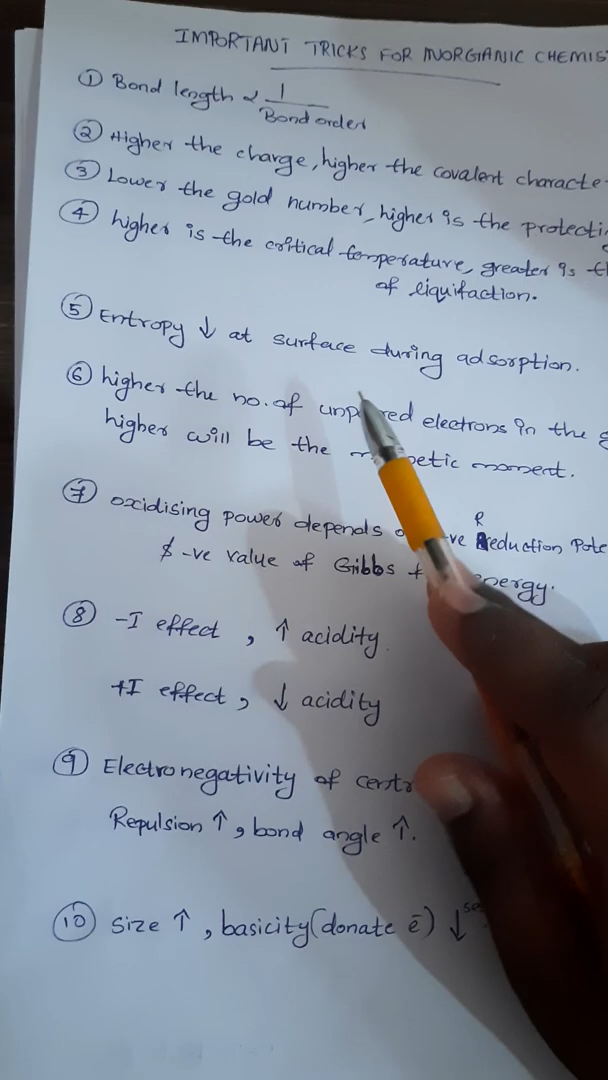 IMPORTANT TRICKS FOR INORGANIC CHEMIS
① Bond length ∝ 1/Bond order
② Higher the charge, higher the covalent characte
③ Lower the gold number, higher is the protecti
④ higher is the critical temperature, greater is th
of liquifaction.
⑤ Entropy ↓ at surface during adsorption.
⑥ higher the no. of unp red electrons in the g
higher will be the m netic moment.
⑦ oxidising power depends o ve Reduction Pote
$ -ve value of Gibbs f energy.
⑧ -I effect, ↑ acidity.
+I effect, ↓ acidity
⑨ Electronegativity of centr
Repulsion ↑, bond angle ↑.
⑩ size ↑, basicity (donate ē) ↓